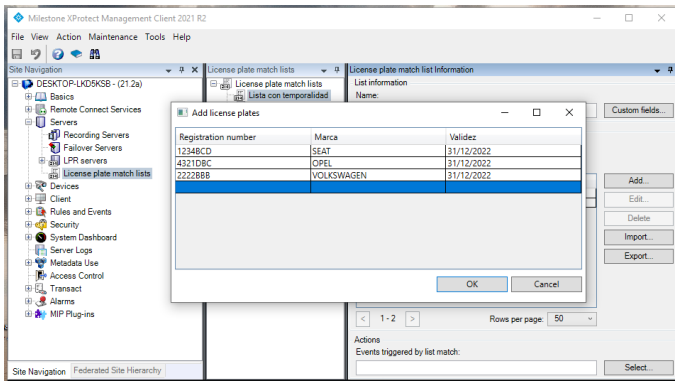 Milestone XProtect Management Client 2021 R2
File View Action Maintenance Tools Help
Site Navigation
DESKTOP-LKD5KSB - (21.2a)
Basics
Remote Connect Services
Servers
Recording Servers
Failover Servers
LPR servers
License plate match lists
Devices
Client
Rules and Events
Security
System Dashboard
Server Logs
Metadata Use
Access Control
Transact
Alarms
MIP Plug-ins
Site Navigation Federated Site Hierarchy
License plate match lists
License plate match lists
Lista con temporalidad
License plate match list Information
List information
Name:
Custom fields...
Add license plates
Registration number Marca Validez
1234BCD SEAT 31/12/2022
4321DBC OPEL 31/12/2022
2222BBB VOLKSWAGEN 31/12/2022
OK Cancel
Add...
Edit...
Delete
Import...
Export...
< 1-2 > Rows per page: 50
Actions
Events triggered by list match:
Select...